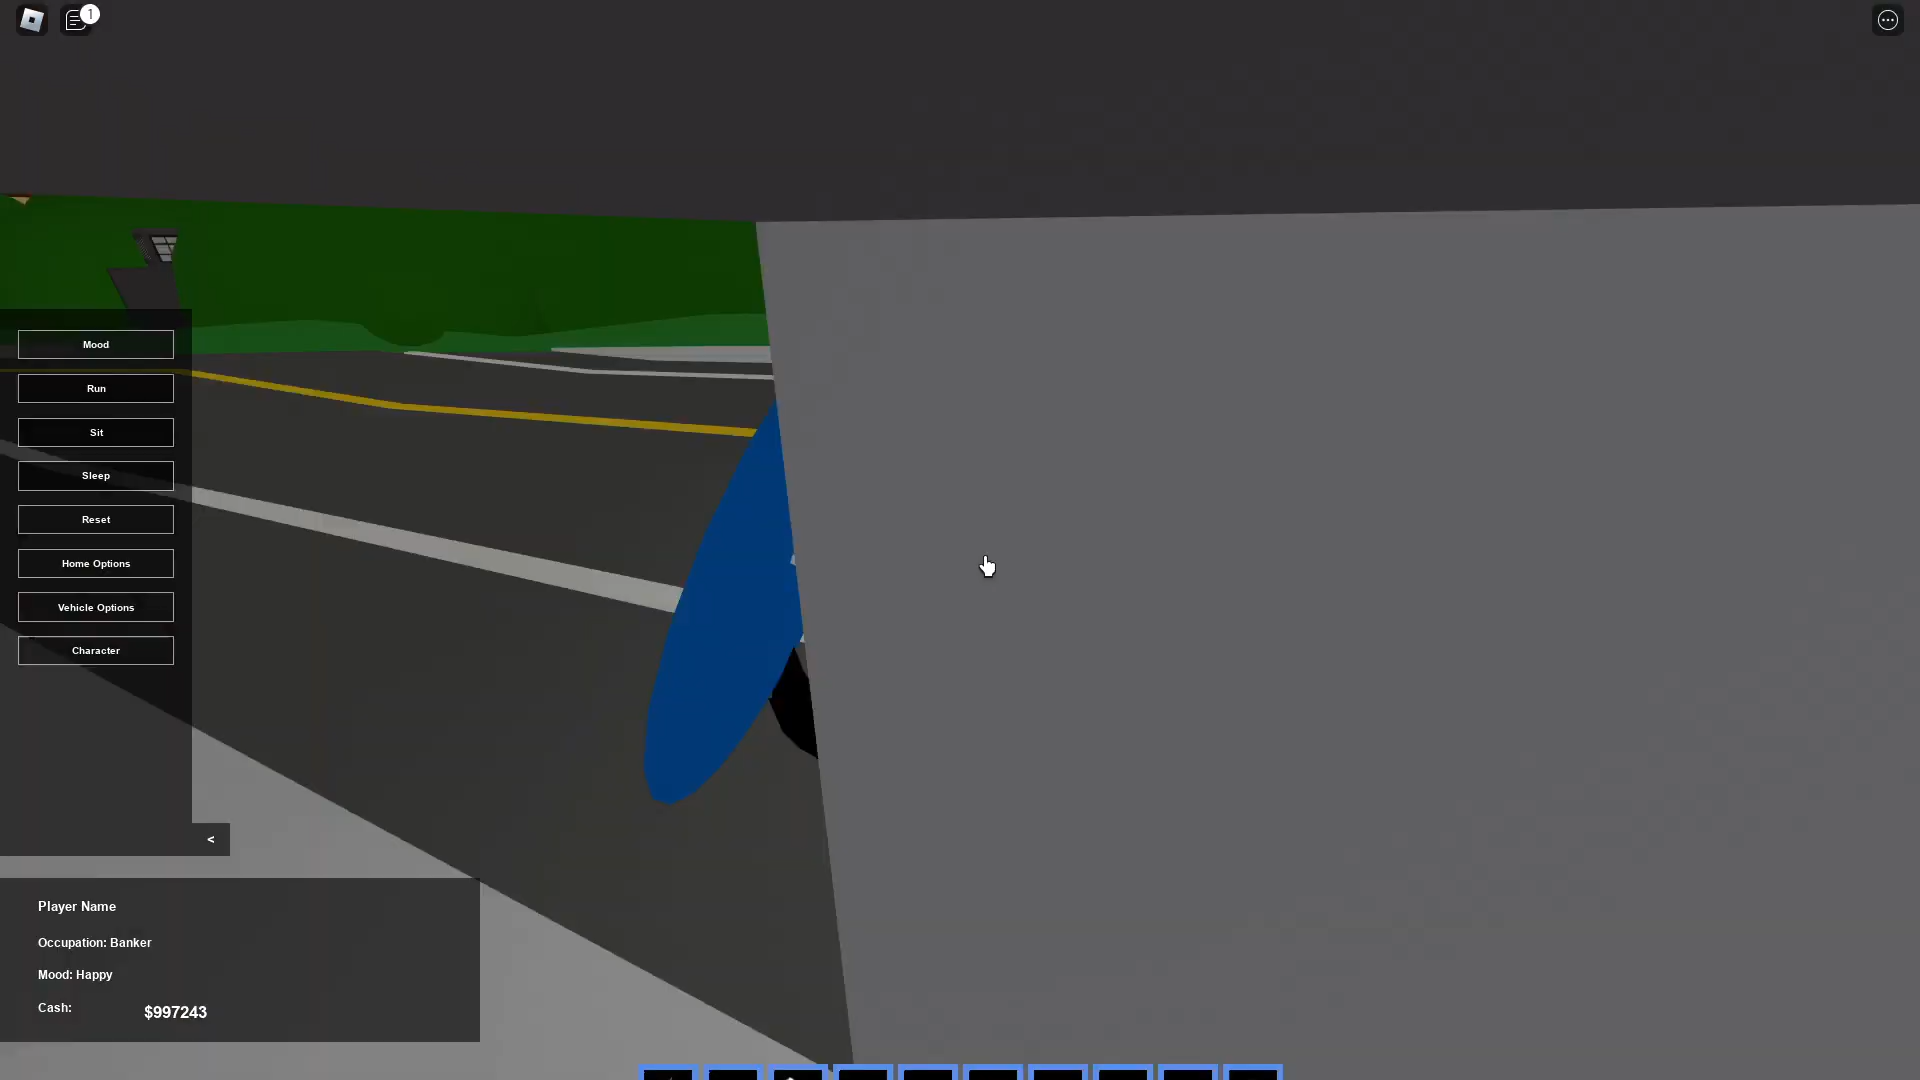 1
Mood
Run
Sit
Sleep
Reset
Home Options
Vehicle Options
Character
<
Player Name
Occupation: Banker
Mood: Happy
Cash: $997243